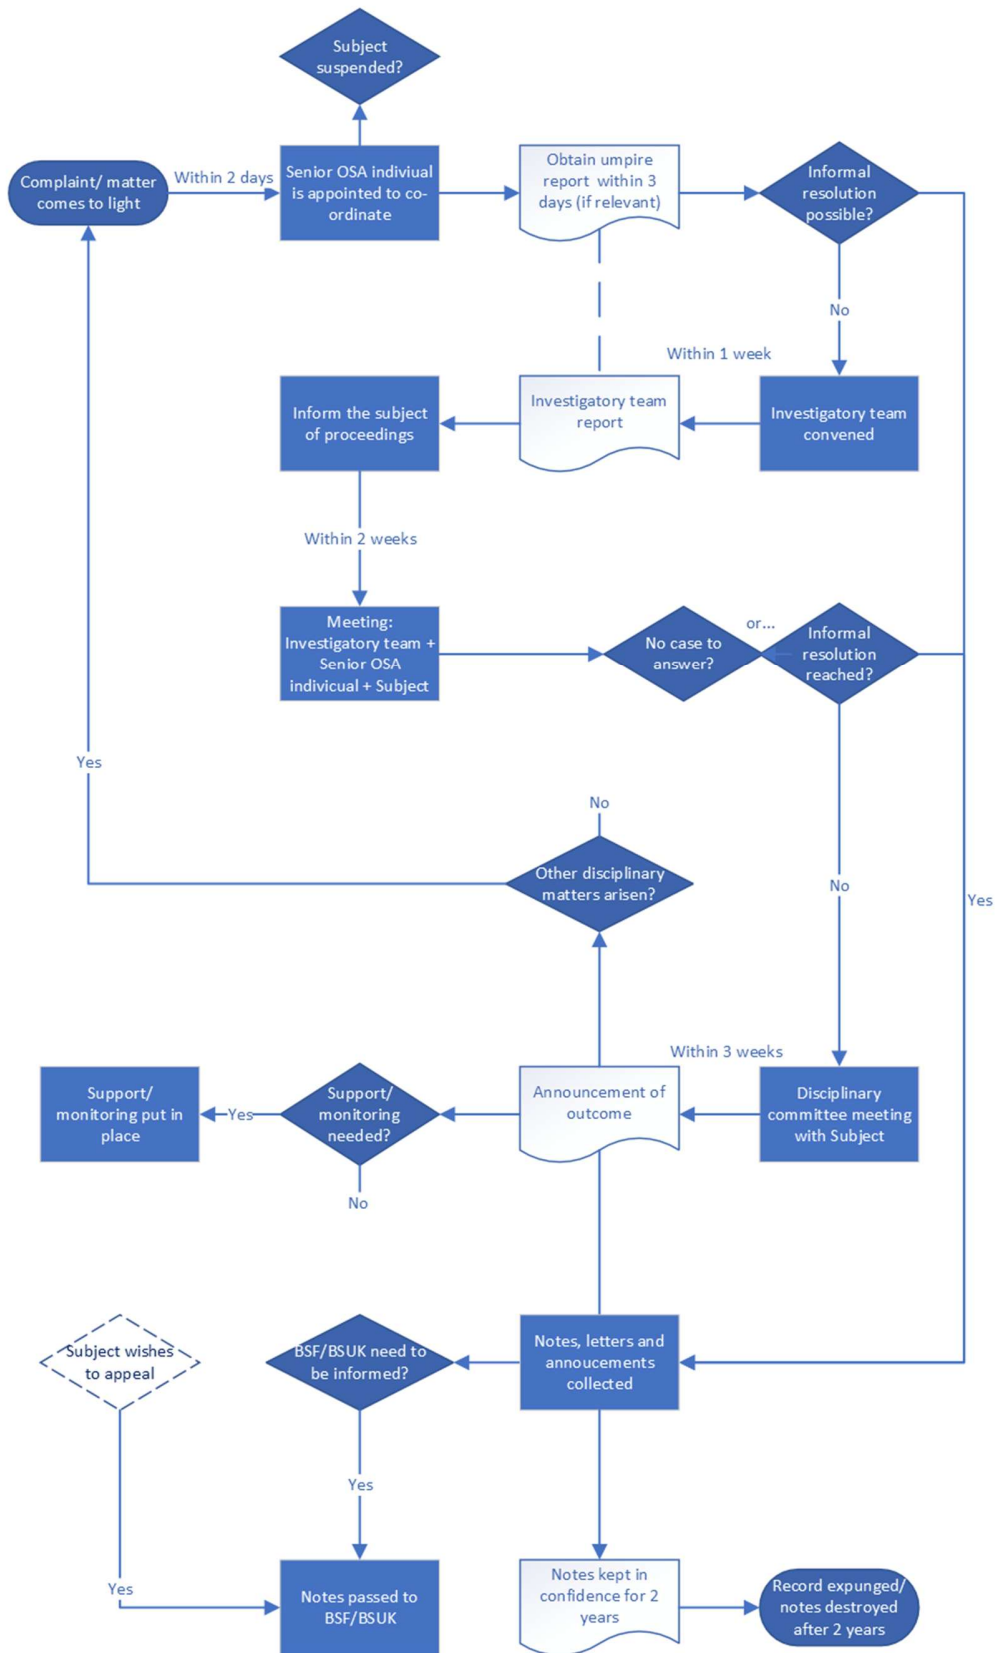 Subject
suspended?
Complaint/ matter
comes to light
Within 2 days
Senior OSA indiviual
is appointed to co-
ordinate
Obtain umpire
report within 3
days (if relevant)
Informal
resolution
possible?
No
Within 1 week
Inform the subject
of proceedings
Investigatory team
report
Investigatory team
convened
Within 2 weeks
Meeting:
Investigatory team +
Senior OSA
indivicual + Subject
No case to
answer?
or...
Informal
resolution
reached?
Yes
No
Other disciplinary
matters arisen?
No
Yes
Within 3 weeks
Support/
monitoring put in
place
Yes
Support/
monitoring
needed?
No
Announcement of
outcome
Disciplinary
committee meeting
with Subject
Subject wishes
to appeal
BSF/BSUK need to
be informed?
Notes, letters and
annoucements
collected
Yes
Yes
Notes passed to
BSF/BSUK
Notes kept in
confidence for 2
years
Record expunged/
notes destroyed
after 2 years